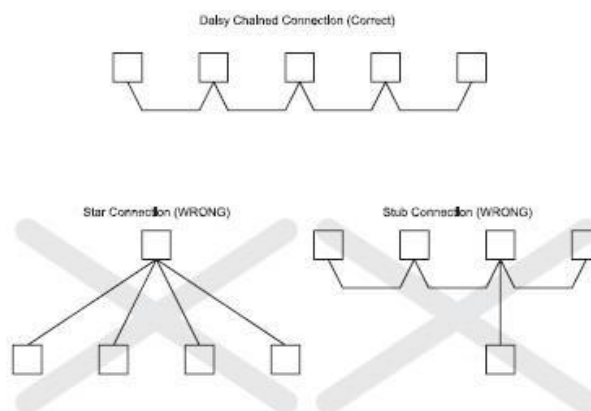 Daisy Chained Connection (Correct)
Star Connection (WRONG)
Stub Connection (WRONG)